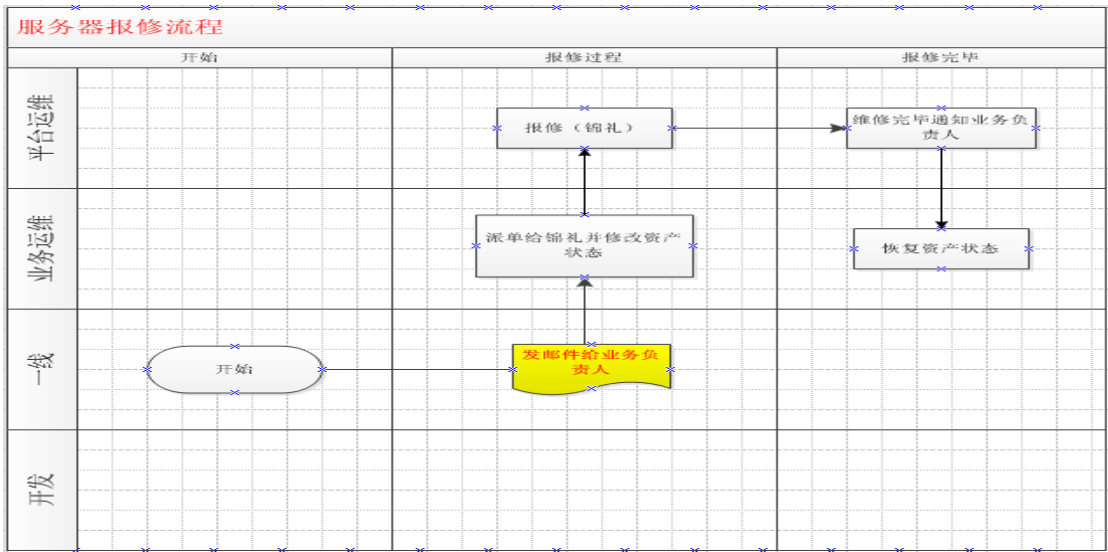 服务器报修流程
开始
报修过程
报修完毕
平台运维
报修（锦礼）
维修完毕通知业务负
责人
业务运维
派单给锦礼并修改资产
状态
恢复资产状态
一线
开始
发邮件给业务负
责人
开发